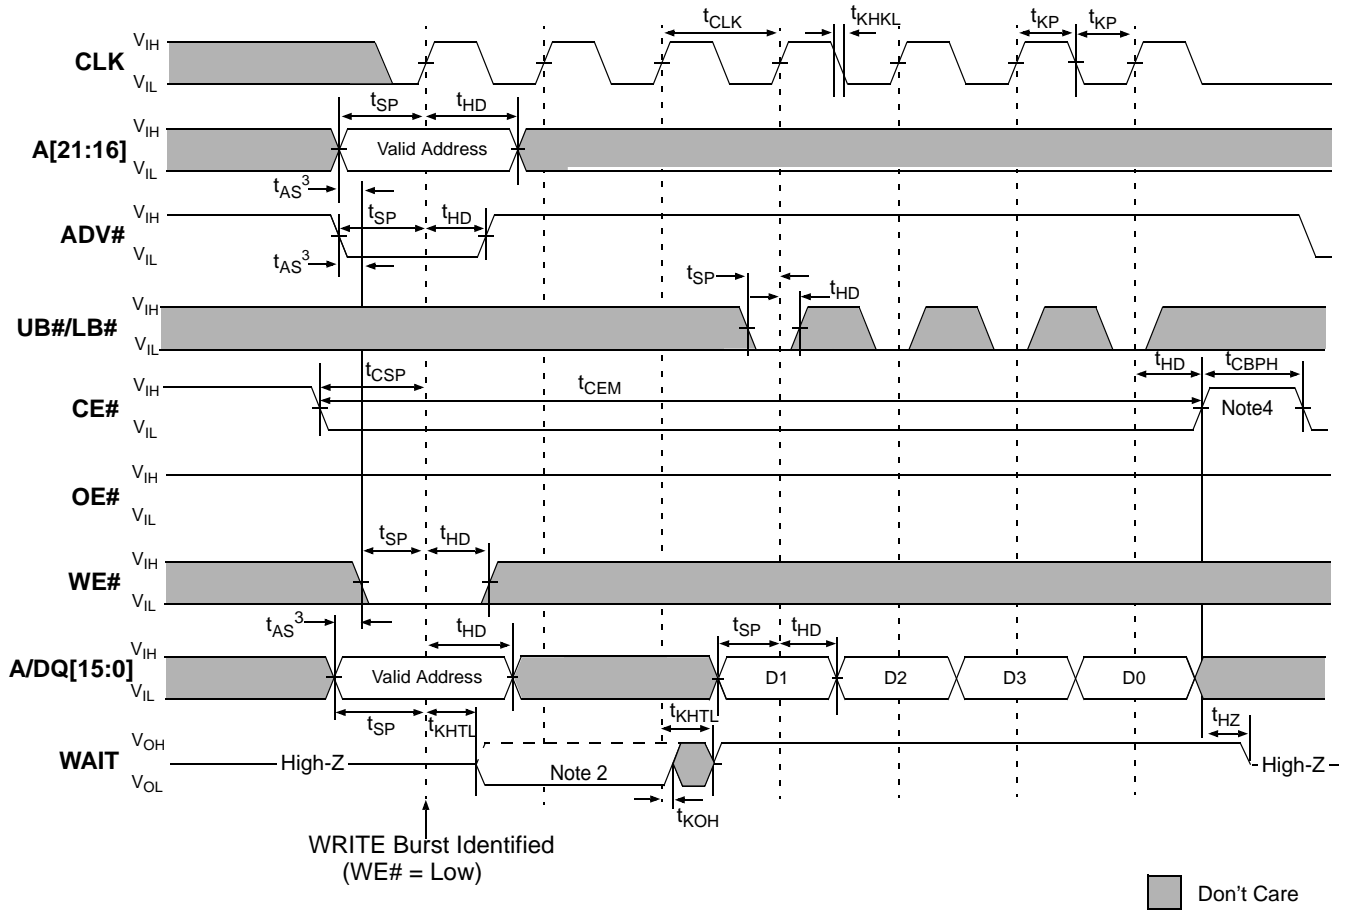 tCLK tKHKL tKP tKP
VIH
CLK
VIL
tSP tHD
VIH
A[21:16] Valid Address
VIL
tAS3
VIH tSP tHD
ADV#
VIL tAS3
tSP tHD
VIH
UB#/LB#
VIL
tCSP tCEM tHD tCBPH
VIH
CE# Note4
VIL
VIH
OE#
VIL
tSP tHD
VIH
WE#
VIL
tAS3 tHD tSP tHD
VIH
A/DQ[15:0] Valid Address D1 D2 D3 D0
VIL
tSP tKHTL tKHTL tHZ
VOH
WAIT High-Z Note 2 High-Z
VOL
tKOH
WRITE Burst Identified
(WE# = Low)
Don't Care